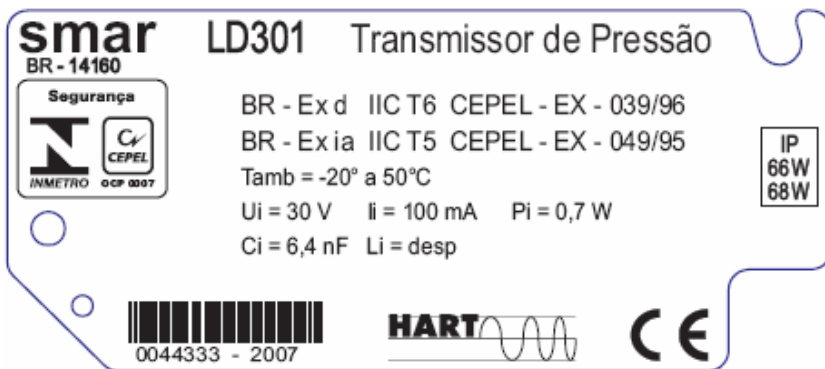 smar LD301 Transmissor de Pressão
BR - 14160
Segurança
INMETRO
CEPEL
OCP 0007
BR - Ex d IIC T6 CEPEL - EX - 039/96
BR - Ex ia IIC T5 CEPEL - EX - 049/95
Tamb = -20° a 50°C
Ui = 30 V Ii = 100 mA Pi = 0,7 W
Ci = 6,4 nF Li = desp
IP
66W
68W
0044333 - 2007
HART
CE